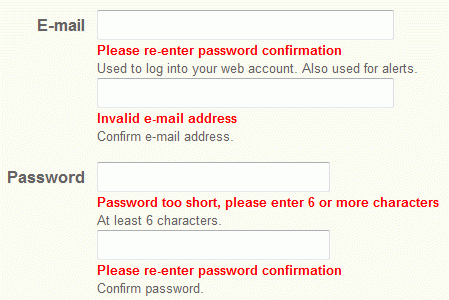 E-mail
Please re-enter password confirmation
Used to log into your web account. Also used for alerts.
Invalid e-mail address
Confirm e-mail address.
Password
Password too short, please enter 6 or more characters
At least 6 characters.
Please re-enter password confirmation
Confirm password.